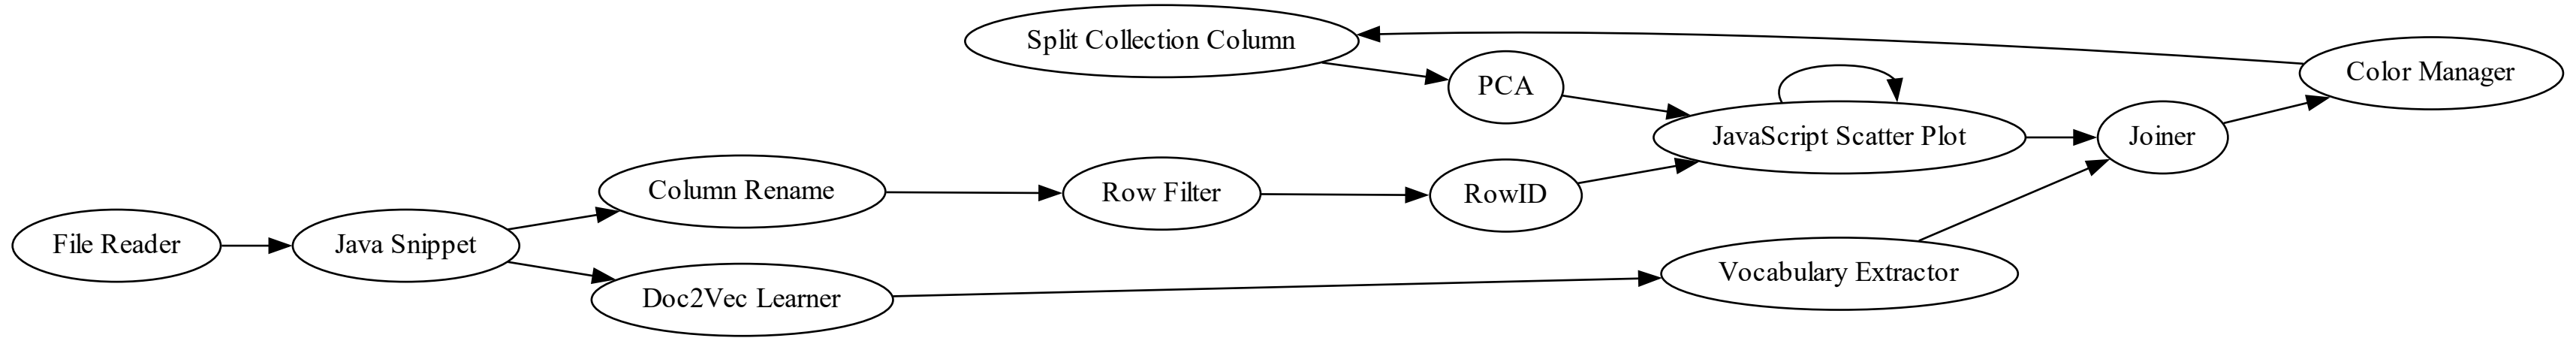 Split Collection Column
Color Manager
PCA
JavaScript Scatter Plot
Joiner
Column Rename
Row Filter
RowID
File Reader
Java Snippet
Vocabulary Extractor
Doc2Vec Learner